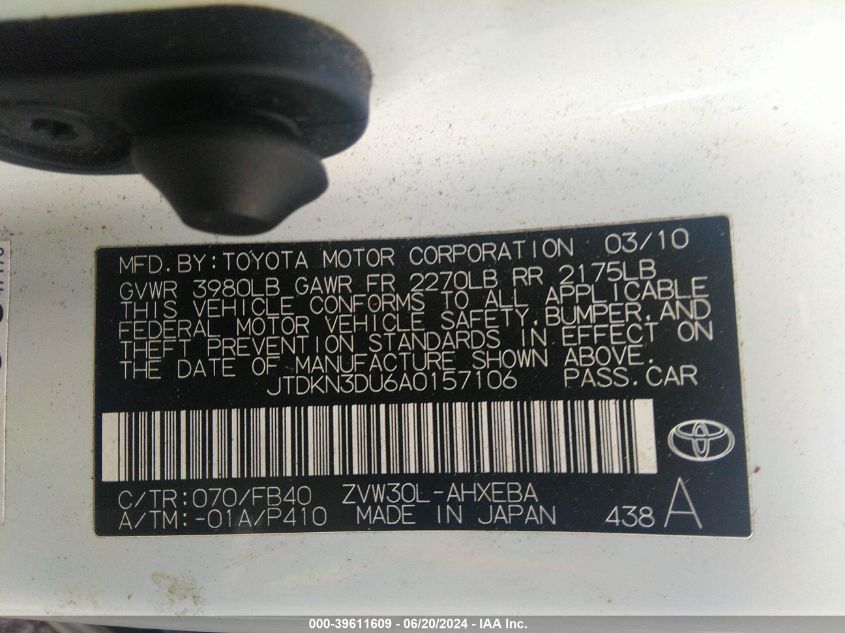 MFD. BY: TOYOTA MOTOR CORPORATION 03/10
GVWR 3980LB GAWR FR 2270LB RR 2175LB
THIS VEHICLE CONFORMS TO ALL APPLICABLE
FEDERAL MOTOR VEHICLE SAFETY, BUMPER, AND
THEFT PREVENTION STANDARDS IN EFFECT ON
THE DATE OF MANUFACTURE SHOWN ABOVE.
JTDKN3DU6A0157106 PASS. CAR
C/TR: 070/FB40 ZVW30L-AHXEBA
A/TM: -01A/P410 MADE IN JAPAN 438 A
000-39611609 - 06/20/2024 - IAA Inc.